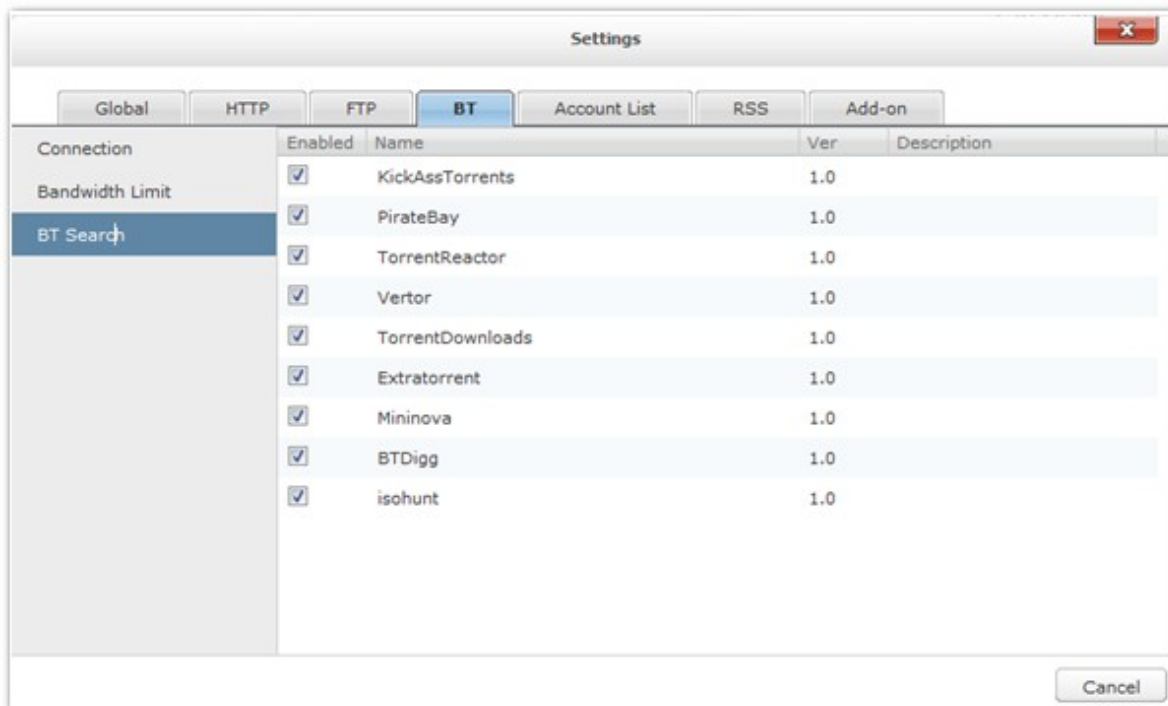 Settings
Global HTTP FTP BT Account List RSS Add-on
Connection
Bandwidth Limit
BT Search
Enabled Name Ver Description
KickAssTorrents 1.0
PirateBay 1.0
TorrentReactor 1.0
Vertor 1.0
TorrentDownloads 1.0
Extratorrent 1.0
Mininova 1.0
BTDigg 1.0
isohunt 1.0
Cancel